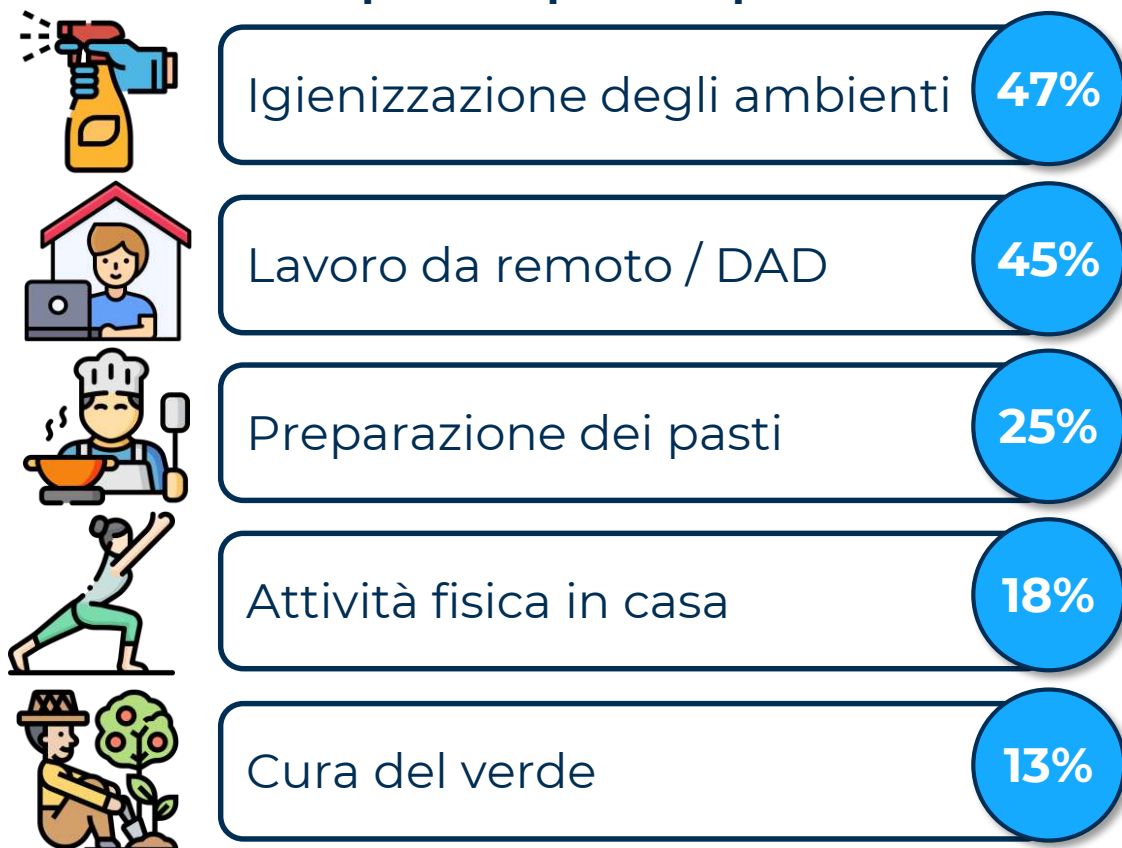 Igienizzazione degli ambienti 47%
Lavoro da remoto / DAD 45%
Preparazione dei pasti 25%
Attività fisica in casa 18%
Cura del verde 13%